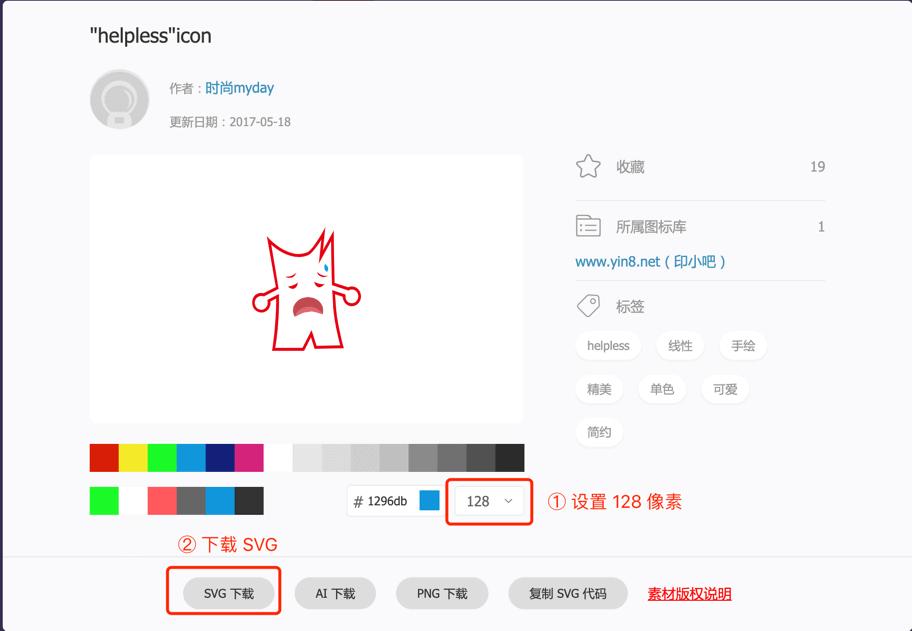 "helpless"icon
作者：时尚myday
更新日期：2017-05-18
收藏 19
所属图标库 1
www.yin8.net（印小吧）
标签
helpless 线性 手绘
精美 单色 可爱
简约
# 1296db 128 ① 设置 128 像素
② 下载 SVG
SVG 下载 AI 下载 PNG 下载 复制 SVG 代码 素材版权说明